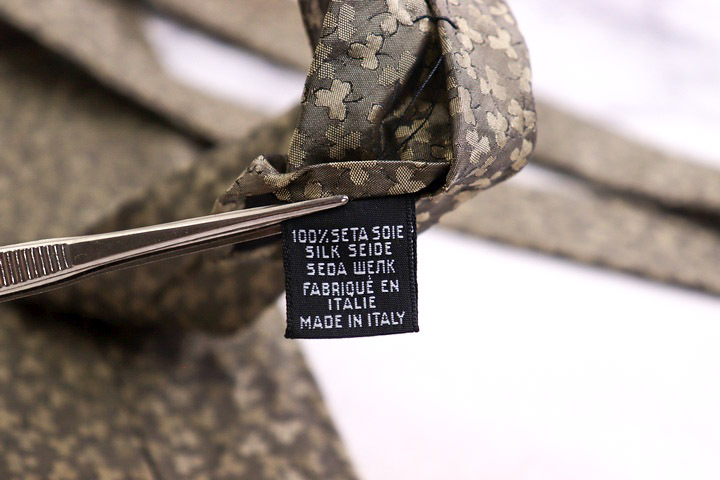 100% SETA SOIE
SILK SEIDE
SEDA ШЕЛК
FABRIQUÉ EN
ITALIE
MADE IN ITALY